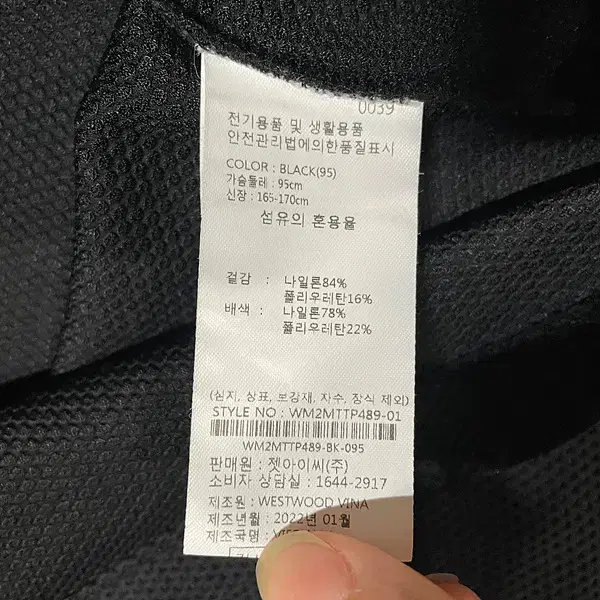 0039
전기용품 및 생활용품
안전관리법에의한품질표시
COLOR : BLACK(95)
가슴둘레 : 95cm
신장 : 165-170cm
섬유의 혼용율
겉감 : 나일론84%
폴리우레탄16%
배색 : 나일론78%
폴리우레탄22%
(심지, 상표, 보강재, 자수, 장식 제외)
STYLE NO : WM2MTTP489-01
WM2MTTP489-BK-095
판매원 : 젯아이씨(주)
소비자 상담실 : 1644-2917
제조원 : WESTWOOD VINA
제조년월 : 2022년 01월
제조국명 :